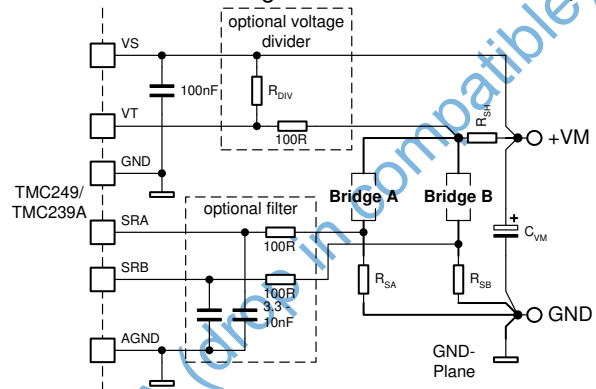 optional voltage
divider
VS
100nF
R_DIV
VT
100R
R_SH
+VM
GND
TMC249/
TMC239A
Bridge A
Bridge B
optional filter
SRA
100R
C_VM
+
SRB
100R
R_SA
R_SB
3.3 -
10nF
GND
AGND
GND-
Plane
(drop in compatible